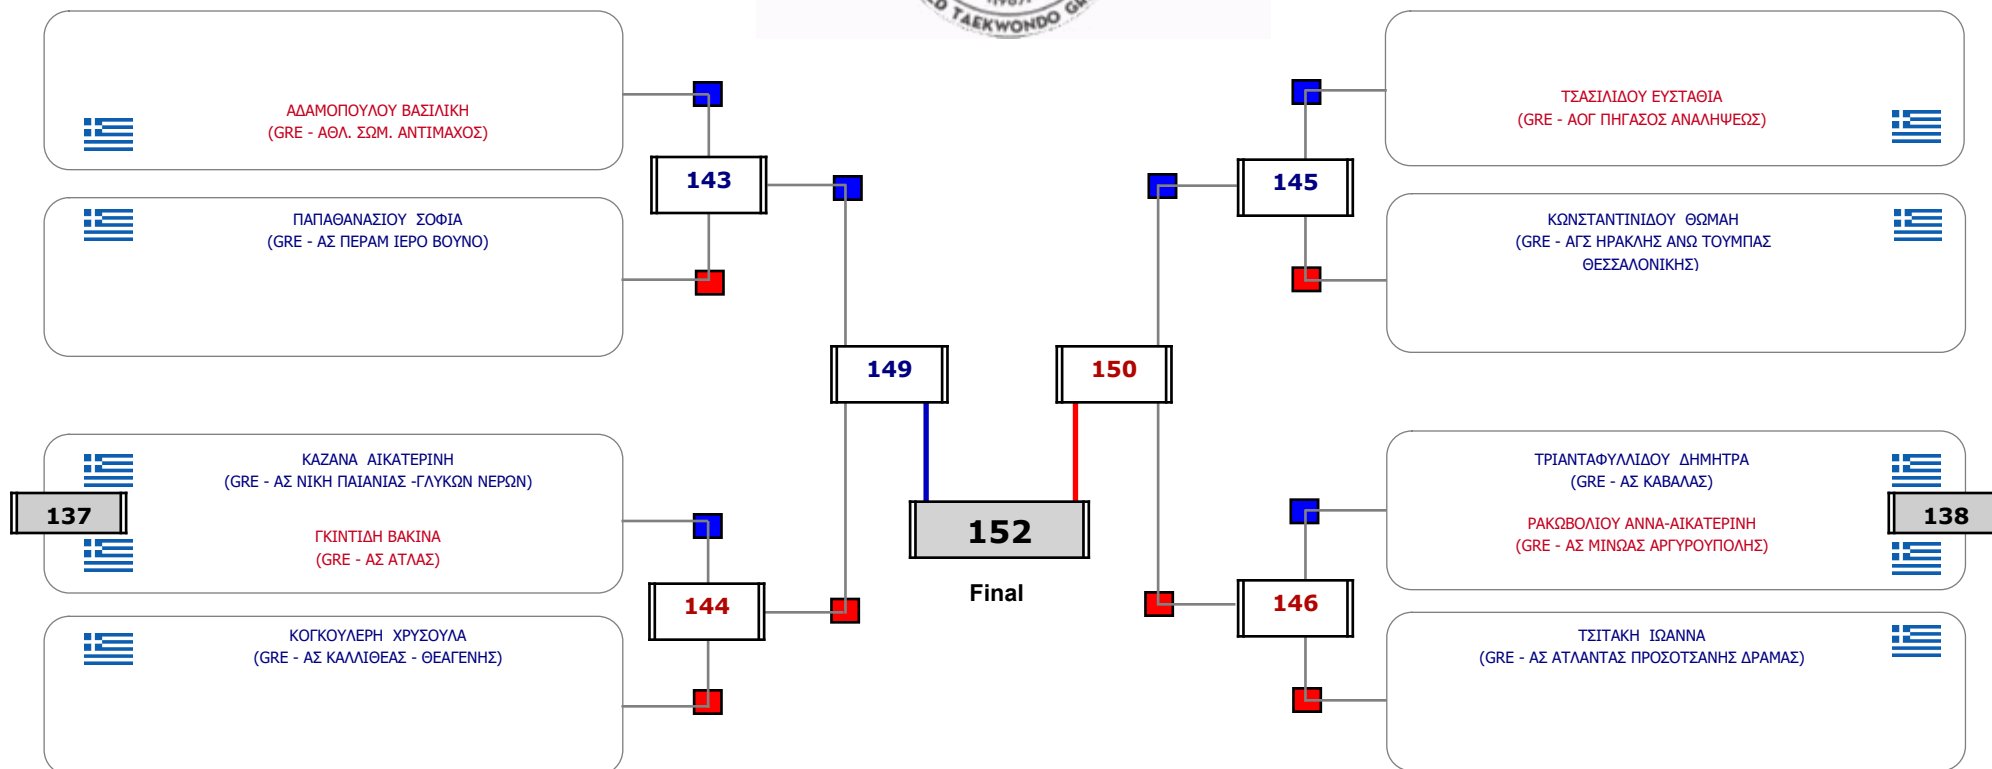 TAEKWONDO
ΑΔΑΜΟΠΟΥΛΟΥ ΒΑΣΙΛΙΚΗ
(GRE - ΑΘΛ. ΣΩΜ. ΑΝΤΙΜΑΧΟΣ)
143
ΠΑΠΑΘΑΝΑΣΙΟΥ ΣΟΦΙΑ
(GRE - ΑΣ ΠΕΡΑΜ ΙΕΡΟ ΒΟΥΝΟ)
149
ΚΑΖΑΝΑ ΑΙΚΑΤΕΡΙΝΗ
(GRE - ΑΣ ΝΙΚΗ ΠΑΙΑΝΙΑΣ -ΓΛΥΚΩΝ ΝΕΡΩΝ)
137
ΓΚΙΝΤΙΔΗ ΒΑΚΙΝΑ
(GRE - ΑΣ ΑΤΛΑΣ)
144
ΚΟΓΚΟΥΛΕΡΗ ΧΡΥΣΟΥΛΑ
(GRE - ΑΣ ΚΑΛΛΙΘΕΑΣ - ΘΕΑΓΕΝΗΣ)
152
Final
ΤΣΑΣΙΛΙΔΟΥ ΕΥΣΤΑΘΙΑ
(GRE - ΑΟΓ ΠΗΓΑΣΟΣ ΑΝΑΛΗΨΕΩΣ)
145
ΚΩΝΣΤΑΝΤΙΝΙΔΟΥ ΘΩΜΑΗ
(GRE - ΑΓΣ ΗΡΑΚΛΗΣ ΑΝΩ ΤΟΥΜΠΑΣ
ΘΕΣΣΑΛΟΝΙΚΗΣ)
150
ΤΡΙΑΝΤΑΦΥΛΛΙΔΟΥ ΔΗΜΗΤΡΑ
(GRE - ΑΣ ΚΑΒΑΛΑΣ)
138
ΡΑΚΩΒΟΛΙΟΥ ΑΝΝΑ-ΑΙΚΑΤΕΡΙΝΗ
(GRE - ΑΣ ΜΙΝΩΑΣ ΑΡΓΥΡΟΥΠΟΛΗΣ)
146
ΤΣΙΤΑΚΗ ΙΩΑΝΝΑ
(GRE - ΑΣ ΑΤΛΑΝΤΑΣ ΠΡΟΣΟΤΣΑΝΗΣ ΔΡΑΜΑΣ)